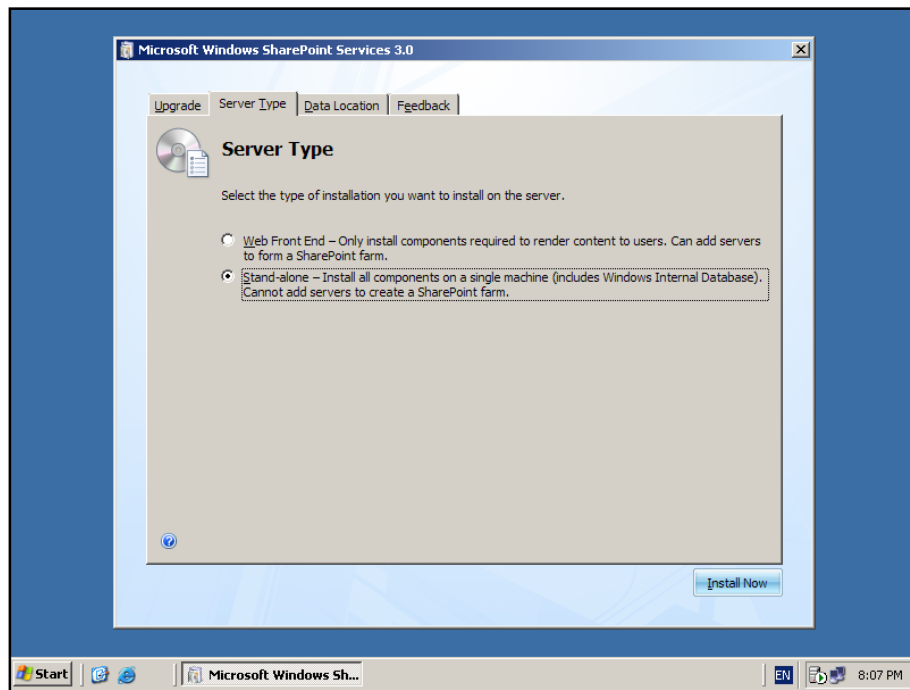 Microsoft Windows SharePoint Services 3.0
Upgrade Server Type Data Location Feedback
Server Type
Select the type of installation you want to install on the server.
Web Front End – Only install components required to render content to users. Can add servers
to form a SharePoint farm.
Stand-alone – Install all components on a single machine (includes Windows Internal Database).
Cannot add servers to create a SharePoint farm.
Install Now
Start Microsoft Windows Sh... EN 8:07 PM